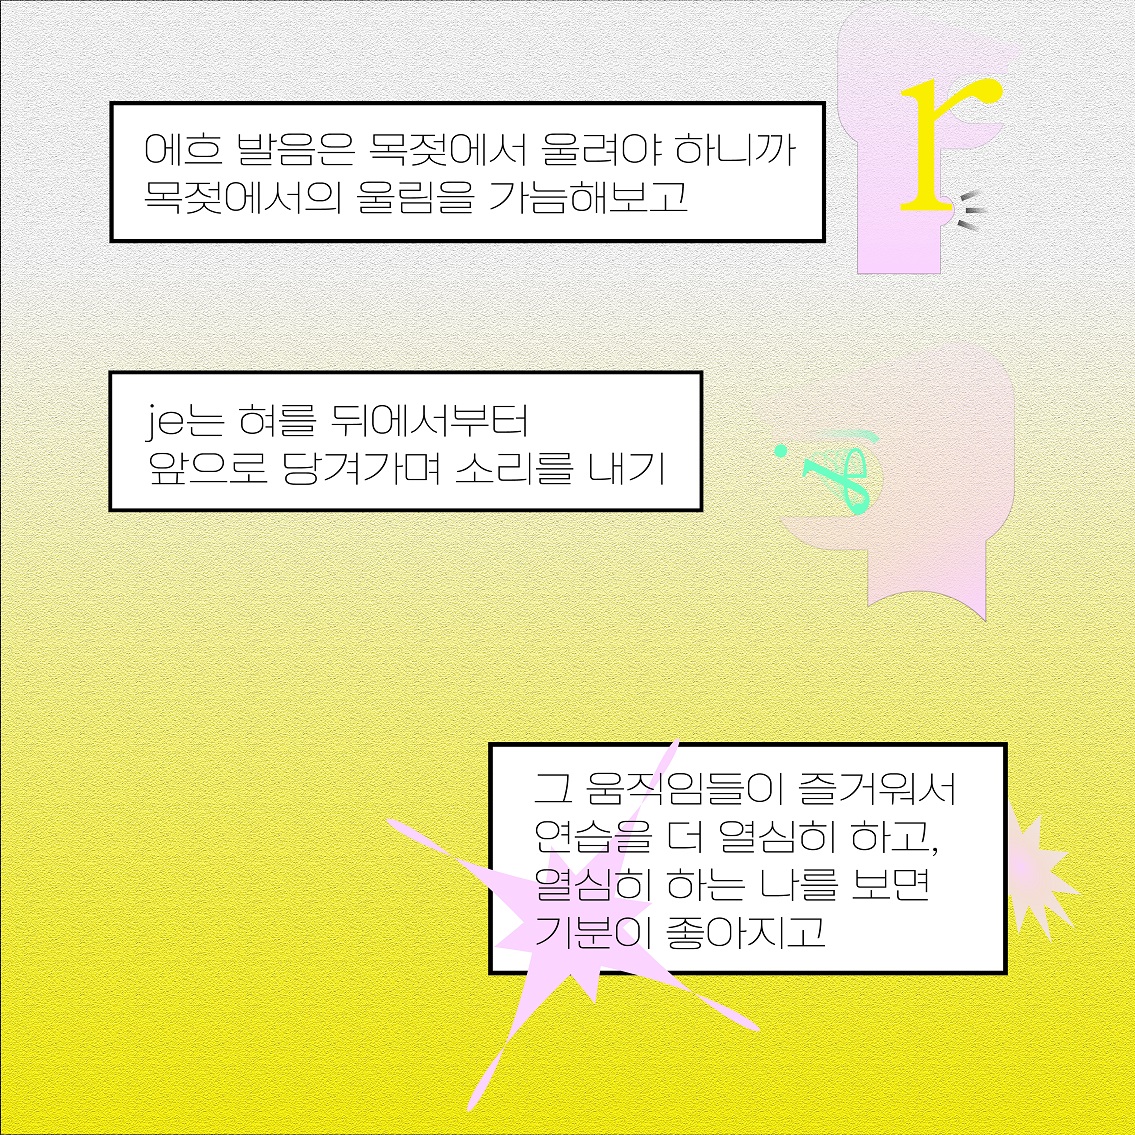 에흐 발음은 목젖에서 울려야 하니까
목젖에서의 울림을 가늠해보고
r
je는 혀를 뒤에서부터
앞으로 당겨가며 소리를 내기
je
그 움직임들이 즐거워서
연습을 더 열심히 하고,
열심히 하는 나를 보면
기분이 좋아지고